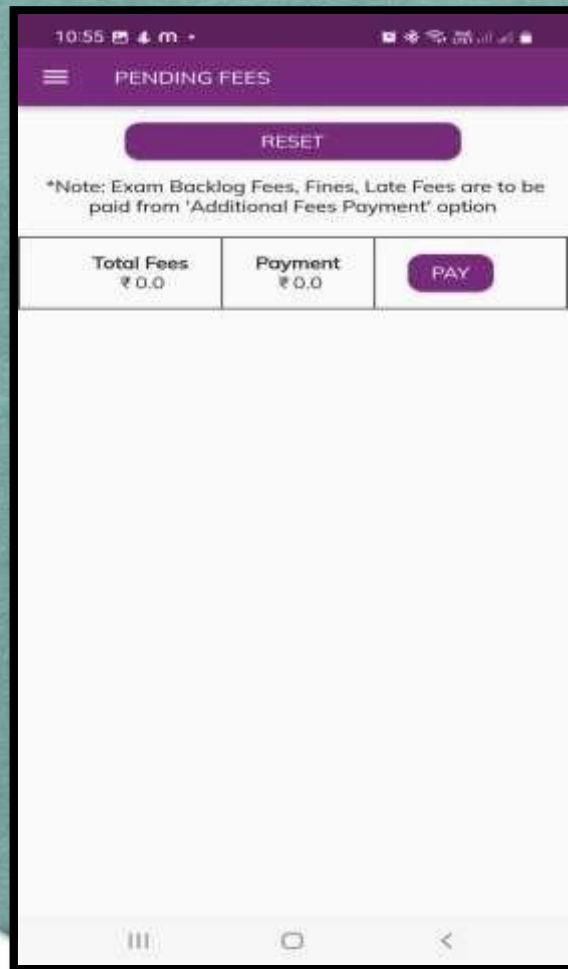 10:55
PENDING FEES
RESET
*Note: Exam Backlog Fees, Fines, Late Fees are to be
paid from 'Additional Fees Payment' option
Total Fees
₹ 0.0
Payment
₹ 0.0
PAY